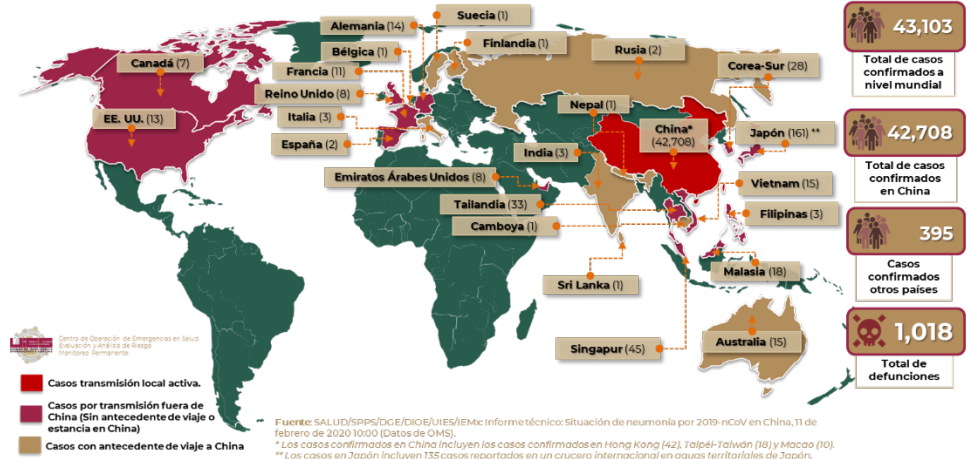 Suecia (1)
Alemania (14)
Finlandia (1)
Rusia (2)
Bélgica (1)
Canadá (7)
Francia (11)
Corea-Sur (28)
Reino Unido (8)
Nepal (1)
EE. UU. (13)
Italia (3)
China*
(42,708)
Japón (161) **
España (2)
India (3)
Emiratos Árabes Unidos (8)
Vietnam (15)
Tailandia (33)
Filipinas (3)
Camboya (1)
Malasia (18)
Sri Lanka (1)
Australia (15)
Singapur (45)
43,103
Total de casos
confirmados a
nivel mundial
42,708
Total de casos
confirmados
en China
395
Casos
confirmados
otros países
1,018
Total de
defunciones
Centro de Operación de Emergencias en Salud
Evaluación y Análisis de Riesgo
Monitoreo Permanente.
Casos transmisión local activa.
Casos por transmisión fuera de
China (Sin antecedente de viaje o
estancia en China)
Casos con antecedente de viaje a China
Fuente: SALUD/SPPS/DGE/DIOE/UIES/IEMx: Informe técnico: Situación de neumonía por 2019-nCoV en China, 11 de
febrero de 2020 10:00 (Datos de OMS).
* Los casos confirmados en China incluyen los casos confirmados en Hong Kong (42), Taipéi-Taiwán (18) y Macao (10).
** Los casos en Japón incluyen 135 casos reportados en un crucero internacional en aguas territoriales de Japón.